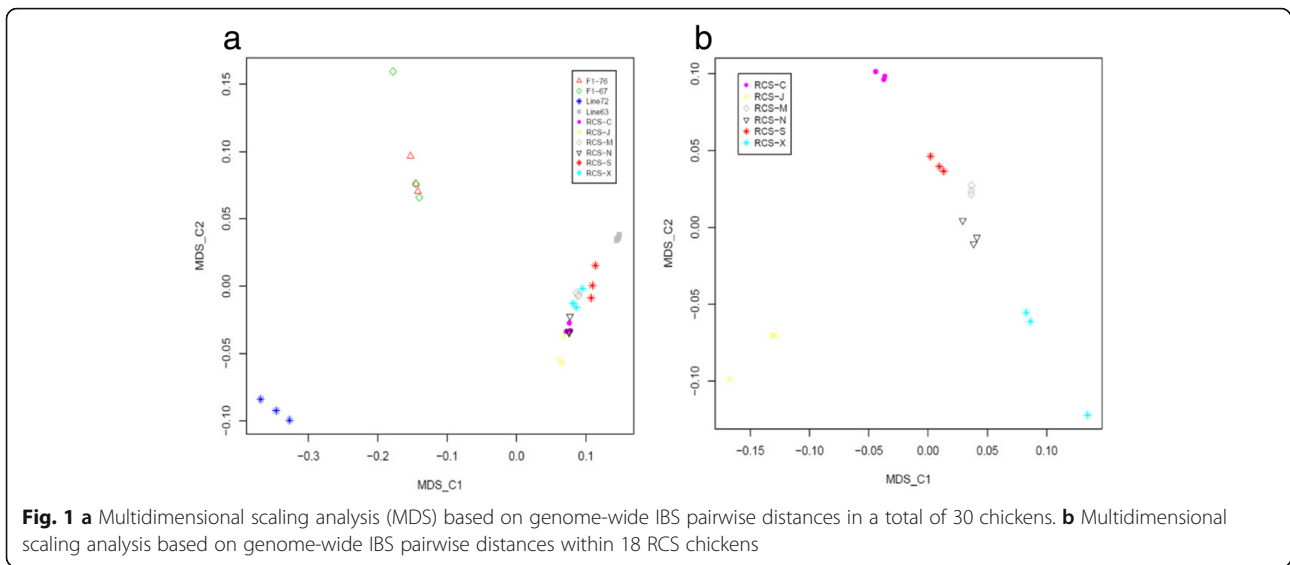 a
MDS_C2
0.15
0.10
0.05
0.00
−0.05
−0.10
−0.3
−0.2
−0.1
0.0
0.1
MDS_C1
F1-76
F1-67
Line72
Line63
RCS-C
RCS-J
RCS-M
RCS-N
RCS-S
RCS-X
b
MDS_C2
0.10
0.05
0.00
−0.05
−0.10
−0.15
−0.10
−0.05
0.00
0.05
0.10
MDS_C1
RCS-C
RCS-J
RCS-M
RCS-N
RCS-S
RCS-X
Fig. 1 a Multidimensional scaling analysis (MDS) based on genome-wide IBS pairwise distances in a total of 30 chickens. b Multidimensional
scaling analysis based on genome-wide IBS pairwise distances within 18 RCS chickens